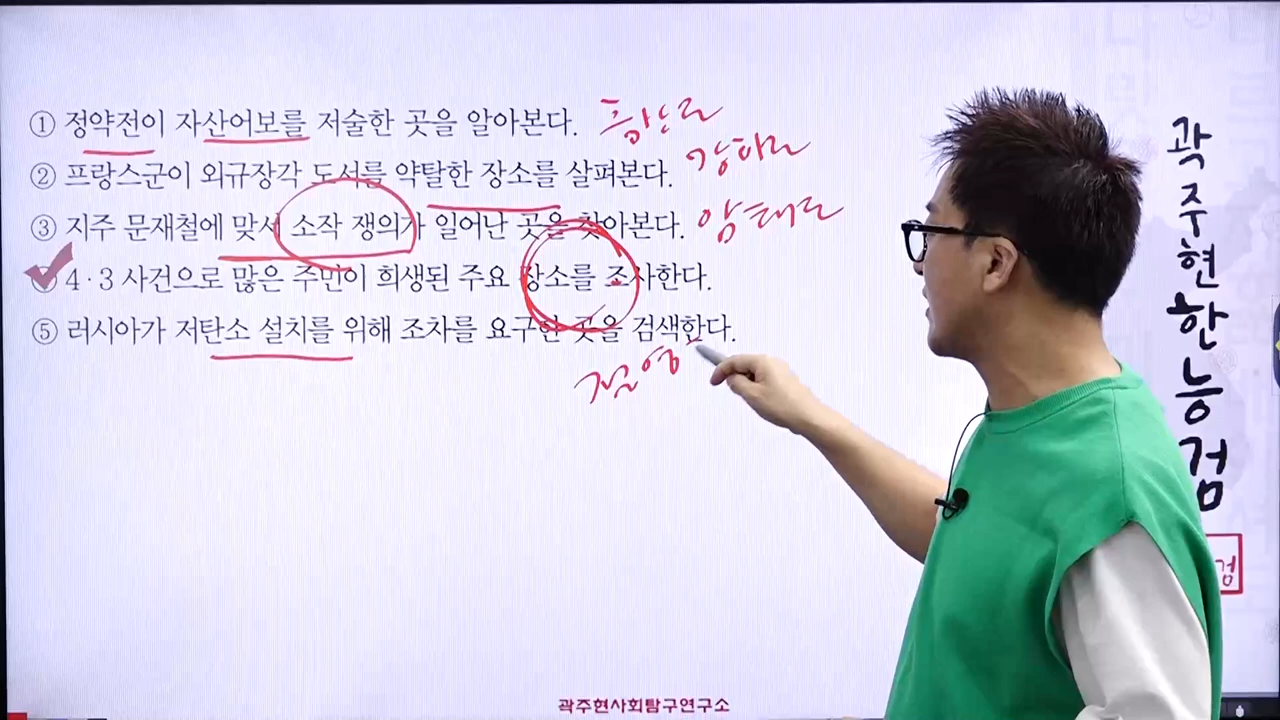 ① 정약전이 자산어보를 저술한 곳을 알아본다. 흑산도
② 프랑스군이 외규장각 도서를 약탈한 장소를 살펴본다. 강화도
③ 지주 문재철에 맞서 소작 쟁의가 일어난 곳을 찾아본다. 암태도
④ 4·3 사건으로 많은 주민이 희생된 주요 장소를 조사한다.
⑤ 러시아가 저탄소 설치를 위해 조차를 요구한 곳을 검색한다.
절영
곽주현한능검
검
곽주현사회탐구연구소